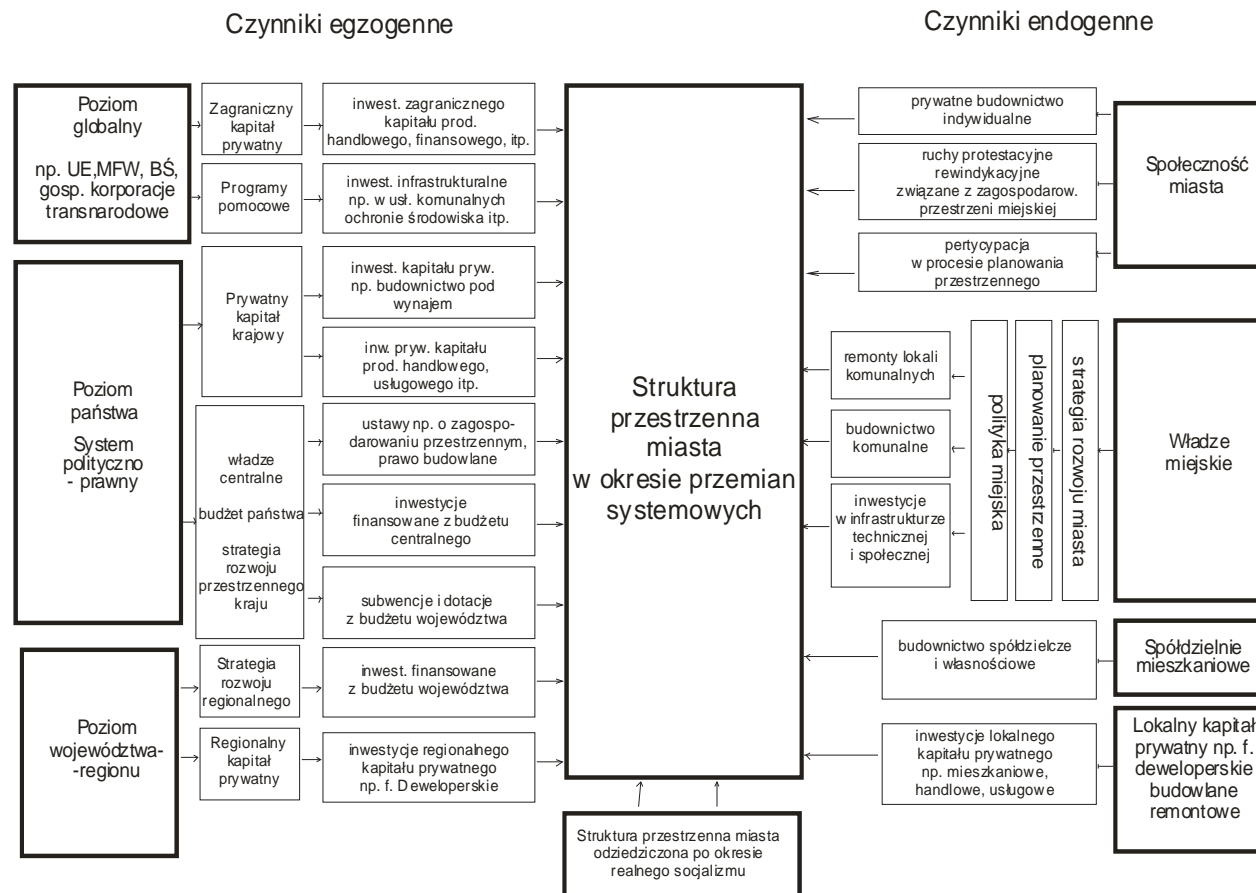 Czynniki egzogenne
Czynniki endogenne
Poziom
globalny
np. UE,MFW, BŚ,
gosp. korporacje
transnarodowe
Zagraniczny
kapitał
prywatny
inwest. zagranicznego
kapitału prod.
handlowego, finansowego, itp.
Programy
pomocowe
inwest. infrastrukturalne
np. w usł. komunalnych
ochronie środowiska itp.
Poziom
państwa
System
polityczno
- prawny
Prywatny
kapitał
krajowy
inwest. kapitału pryw.
np. budownictwo pod
wynajem
inw. pryw. kapitału
prod. handlowego,
usługowego itp.
władze
centralne
budżet państwa
strategia
rozwoju
przestrzennego
kraju
ustawy np. o zagospo-
darowaniu przestrzennym,
prawo budowlane
inwestycje
finansowane z budżetu
centralnego
subwencje i dotacje
z budżetu województwa
Poziom
województwa-
-regionu
Strategia
rozwoju
regionalnego
inwest. finansowane
z budżetu województwa
Regionalny
kapitał
prywatny
inwestycje regionalnego
kapitału prywatnego
np. f. Deweloperskie
Struktura
przestrzenna
miasta
w okresie przemian
systemowych
Struktura przestrzenna miasta
odziedziczona po okresie
realnego socjalizmu
prywatne budownictwo
indywidualne
ruchy protestacyjne
rewindykacyjne
związane z zagospodarow.
przestrzeni miejskiej
pertycypacja
w procesie planowania
przestrzennego
Społeczność
miasta
remonty lokali
komunalnych
budownictwo
komunalne
inwestycje
w infrastrukturze
technicznej
i społecznej
polityka miejska
planowanie przestrzenne
strategia rozwoju miasta
Władze
miejskie
budownictwo spółdzielcze
i własnościowe
Spółdzielnie
mieszkaniowe
inwestycje lokalnego
kapitału prywatnego
np. mieszkaniowe,
handlowe, usługowe
Lokalny kapitał
prywatny np. f.
deweloperskie
budowlane
remontowe